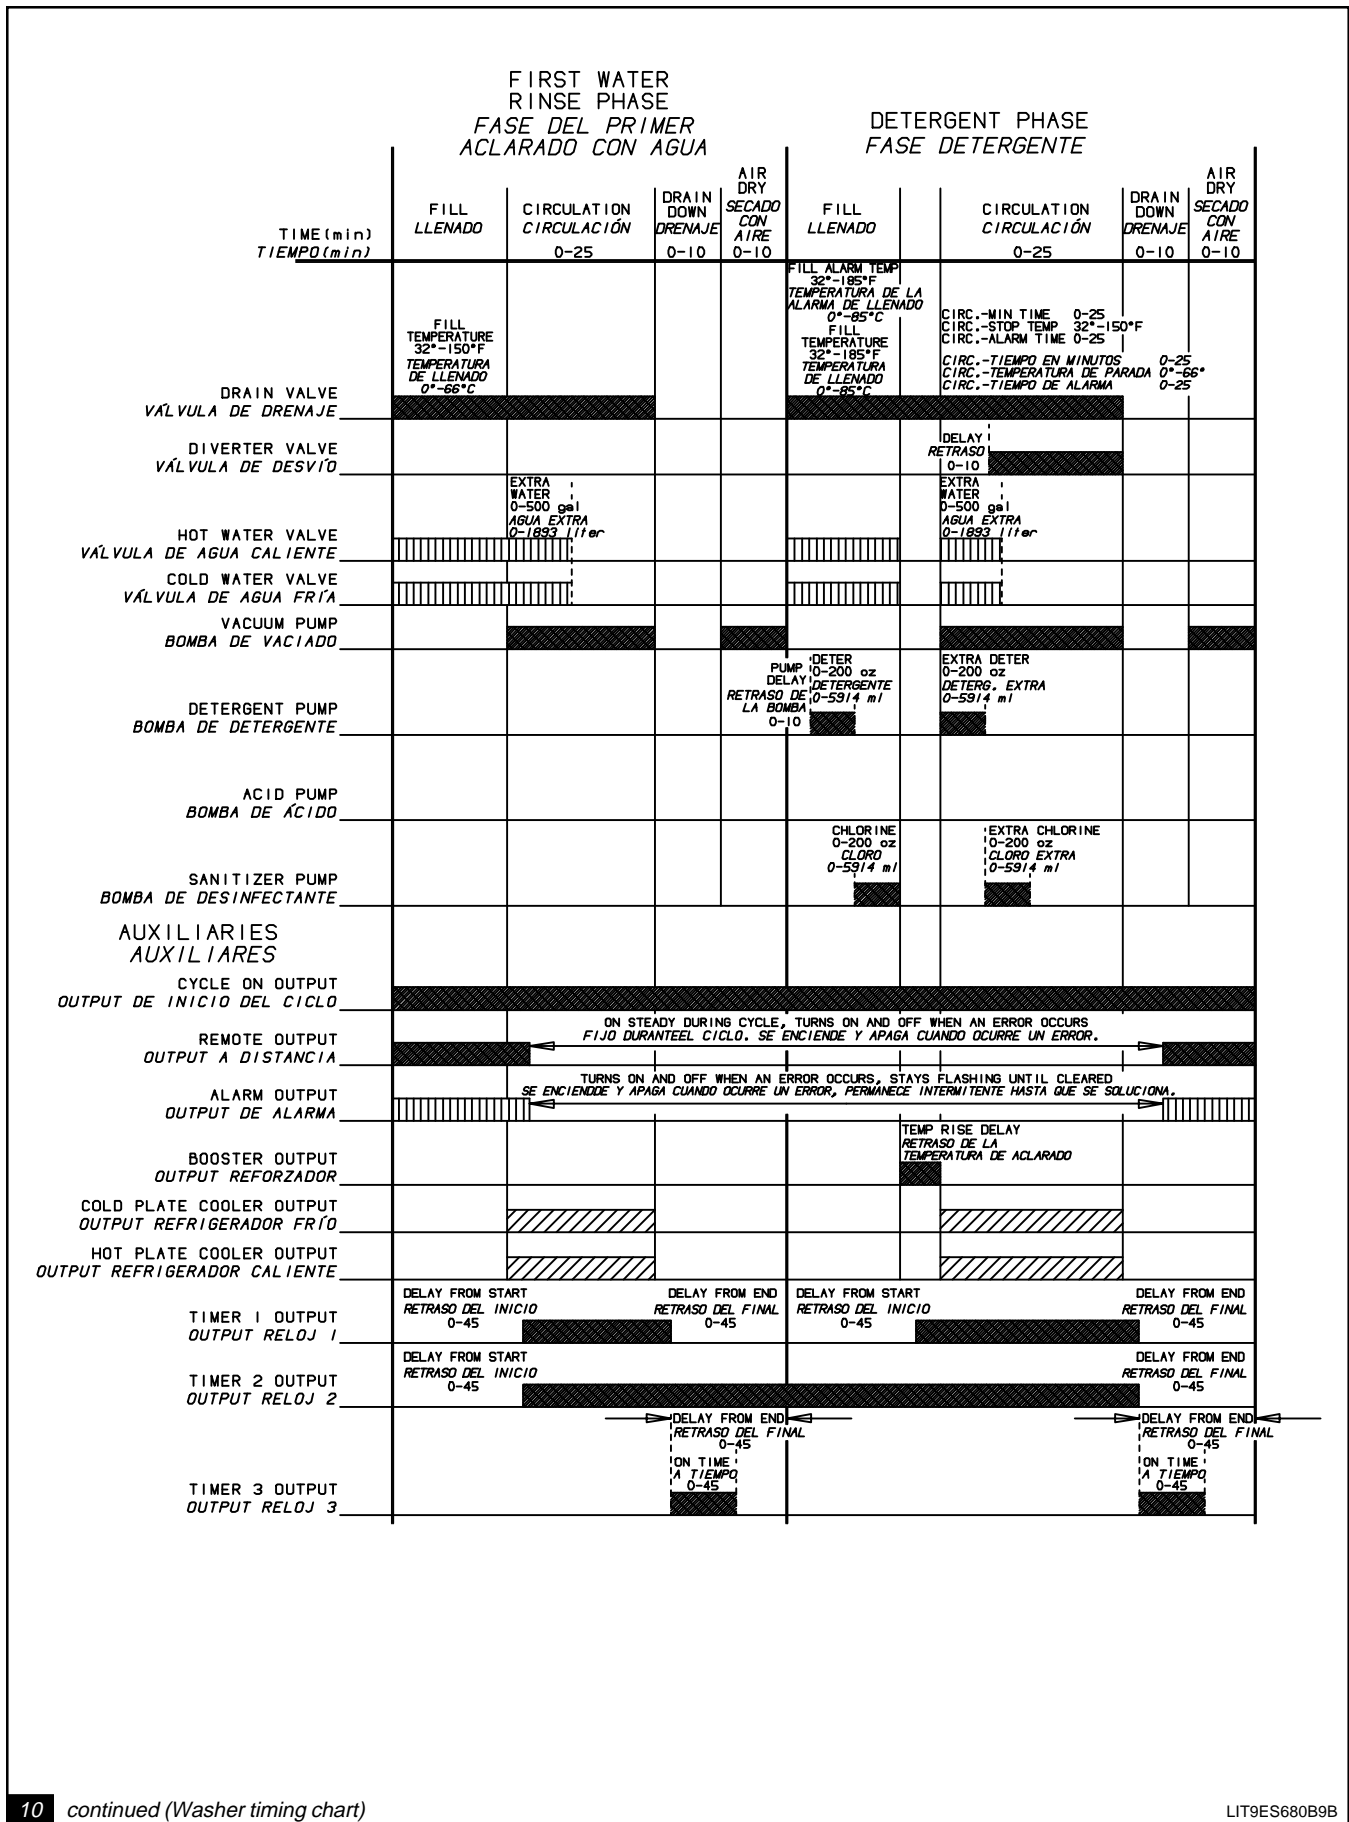 FIRST WATER
RINSE PHASE
FASE DEL PRIMER
ACLARADO CON AGUA
DETERGENT PHASE
FASE DETERGENTE
TIME(min)
TIEMPO(min)
FILL
LLENADO
CIRCULATION
CIRCULACIÓN
0-25
DRAIN
DOWN
DRENAJE
0-10
AIR
DRY
SECADO
CON
AIRE
0-10
FILL
LLENADO
CIRCULATION
CIRCULACIÓN
0-25
DRAIN
DOWN
DRENAJE
0-10
AIR
DRY
SECADO
CON
AIRE
0-10
FILL
TEMPERATURE
32°-150°F
TEMPERATURA
DE LLENADO
0°-66°C
FILL ALARM TEMP
32°-185°F
TEMPERATURA DE LA
ALARMA DE LLENADO
0°-85°C
FILL
TEMPERATURE
32°-185°F
TEMPERATURA
DE LLENADO
0°-85°C
CIRC.-MIN TIME 0-25
CIRC.-STOP TEMP 32°-150°F
CIRC.-ALARM TIME 0-25
CIRC.-TIEMPO EN MINUTOS 0-25
CIRC.-TEMPERATURA DE PARADA 0°-66°
CIRC.-TIEMPO DE ALARMA 0-25
DRAIN VALVE
VÁLVULA DE DRENAJE
DIVERTER VALVE
VÁLVULA DE DESVÍO
DELAY
RETRASO
0-10
HOT WATER VALVE
VÁLVULA DE AGUA CALIENTE
EXTRA
WATER
0-500 gal
AGUA EXTRA
0-1893 liter
EXTRA
WATER
0-500 gal
AGUA EXTRA
0-1893 liter
COLD WATER VALVE
VÁLVULA DE AGUA FRÍA
VACUUM PUMP
BOMBA DE VACIADO
DETERGENT PUMP
BOMBA DE DETERGENTE
PUMP
DELAY
RETRASO DE
LA BOMBA
0-10
DETER
0-200 oz
DETERGENTE
0-5914 ml
EXTRA DETER
0-200 oz
DETERG. EXTRA
0-5914 ml
ACID PUMP
BOMBA DE ÁCIDO
SANITIZER PUMP
BOMBA DE DESINFECTANTE
CHLORINE
0-200 oz
CLORO
0-5914 ml
EXTRA CHLORINE
0-200 oz
CLORO EXTRA
0-5914 ml
AUXILIARIES
AUXILIARES
CYCLE ON OUTPUT
OUTPUT DE INICIO DEL CICLO
REMOTE OUTPUT
OUTPUT A DISTANCIA
ON STEADY DURING CYCLE, TURNS ON AND OFF WHEN AN ERROR OCCURS
FIJO DURANTEEL CICLO. SE ENCIENDE Y APAGA CUANDO OCURRE UN ERROR.
ALARM OUTPUT
OUTPUT DE ALARMA
TURNS ON AND OFF WHEN AN ERROR OCCURS, STAYS FLASHING UNTIL CLEARED
SE ENCIENDDE Y APAGA CUANDO OCURRE UN ERROR, PERMANECE INTERMITENTE HASTA QUE SE SOLUCIONA.
BOOSTER OUTPUT
OUTPUT REFORZADOR
TEMP RISE DELAY
RETRASO DE LA
TEMPERATURA DE ACLARADO
COLD PLATE COOLER OUTPUT
OUTPUT REFRIGERADOR FRÍO
HOT PLATE COOLER OUTPUT
OUTPUT REFRIGERADOR CALIENTE
TIMER 1 OUTPUT
OUTPUT RELOJ 1
DELAY FROM START
RETRASO DEL INICIO
0-45
DELAY FROM END
RETRASO DEL FINAL
0-45
DELAY FROM START
RETRASO DEL INICIO
0-45
DELAY FROM END
RETRASO DEL FINAL
0-45
TIMER 2 OUTPUT
OUTPUT RELOJ 2
DELAY FROM START
RETRASO DEL INICIO
0-45
DELAY FROM END
RETRASO DEL FINAL
0-45
TIMER 3 OUTPUT
OUTPUT RELOJ 3
DELAY FROM END
RETRASO DEL FINAL
0-45
ON TIME
A TIEMPO
0-45
DELAY FROM END
RETRASO DEL FINAL
0-45
ON TIME
A TIEMPO
0-45
10 continued (Washer timing chart)
LIT9ES680B9B